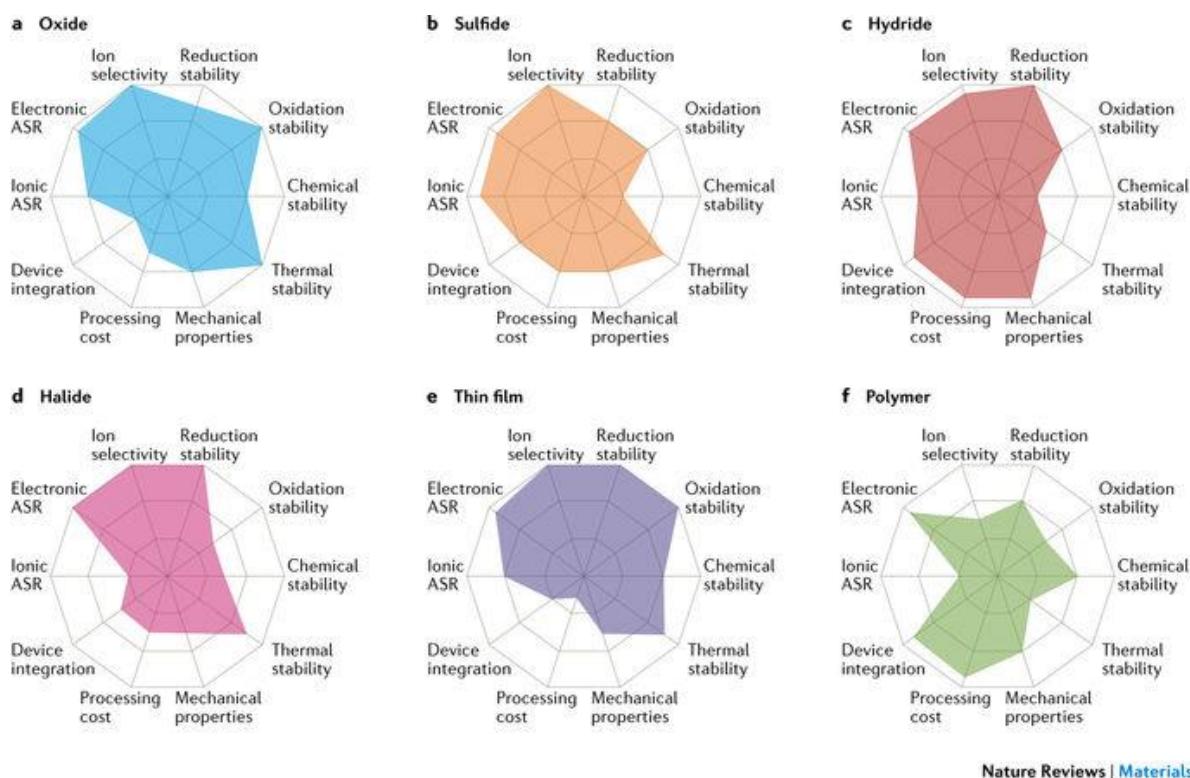 a Oxide
Ion
selectivity
Reduction
stability
Electronic
ASR
Oxidation
stability
Ionic
ASR
Chemical
stability
Device
integration
Thermal
stability
Processing
cost
Mechanical
properties
b Sulfide
Ion
selectivity
Reduction
stability
Electronic
ASR
Oxidation
stability
Ionic
ASR
Chemical
stability
Device
integration
Thermal
stability
Processing
cost
Mechanical
properties
c Hydride
Ion
selectivity
Reduction
stability
Electronic
ASR
Oxidation
stability
Ionic
ASR
Chemical
stability
Device
integration
Thermal
stability
Processing
cost
Mechanical
properties
d Halide
Ion
selectivity
Reduction
stability
Electronic
ASR
Oxidation
stability
Ionic
ASR
Chemical
stability
Device
integration
Thermal
stability
Processing
cost
Mechanical
properties
e Thin film
Ion
selectivity
Reduction
stability
Electronic
ASR
Oxidation
stability
Ionic
ASR
Chemical
stability
Device
integration
Thermal
stability
Processing
cost
Mechanical
properties
f Polymer
Ion
selectivity
Reduction
stability
Electronic
ASR
Oxidation
stability
Ionic
ASR
Chemical
stability
Device
integration
Thermal
stability
Processing
cost
Mechanical
properties
Nature Reviews | Materials